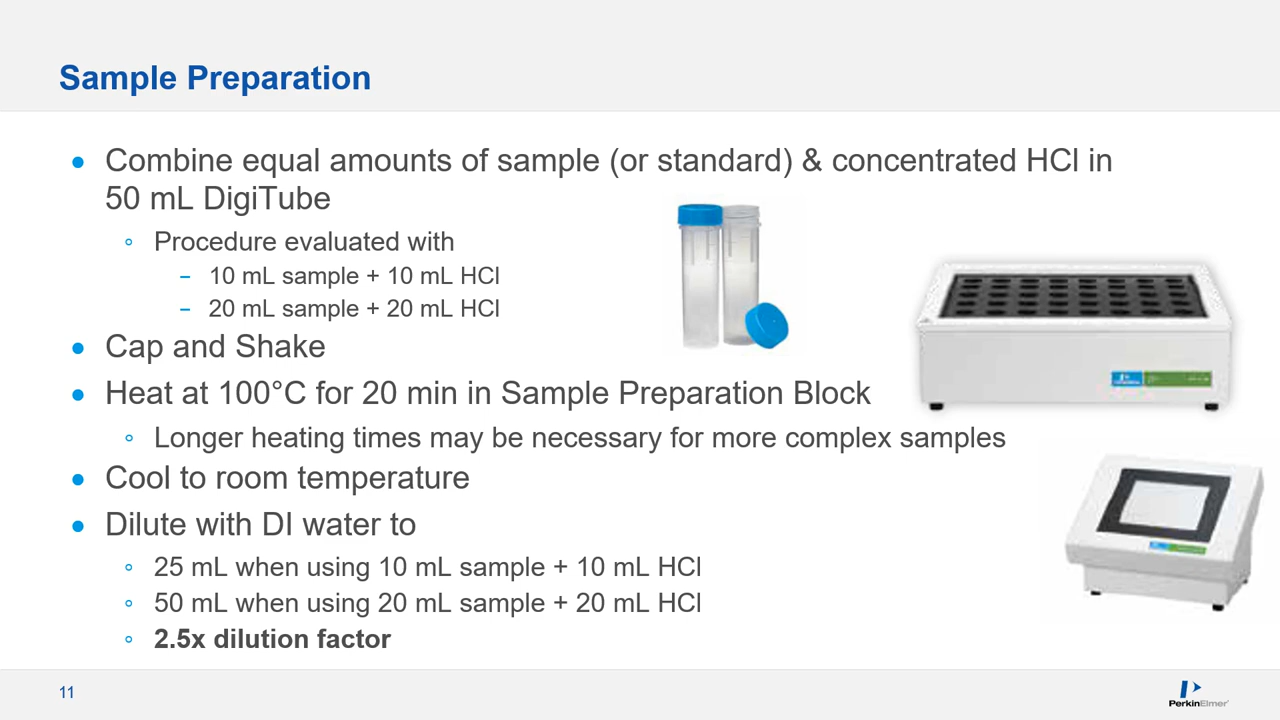 Sample Preparation
• Combine equal amounts of sample (or standard) & concentrated HCl in
50 mL DigiTube
◦ Procedure evaluated with
– 10 mL sample + 10 mL HCl
– 20 mL sample + 20 mL HCl
• Cap and Shake
• Heat at 100°C for 20 min in Sample Preparation Block
◦ Longer heating times may be necessary for more complex samples
• Cool to room temperature
• Dilute with DI water to
◦ 25 mL when using 10 mL sample + 10 mL HCl
◦ 50 mL when using 20 mL sample + 20 mL HCl
◦ 2.5x dilution factor
11
PerkinElmer